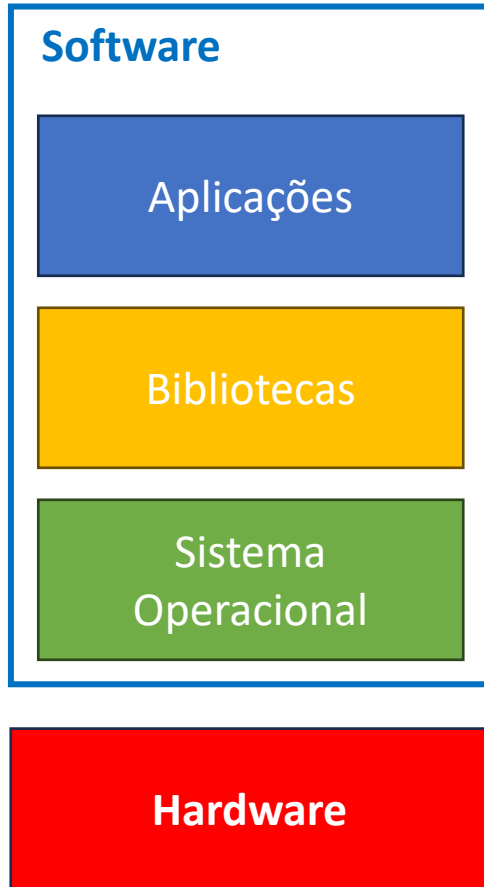 Software
Aplicações
Bibliotecas
Sistema
Operacional
Hardware